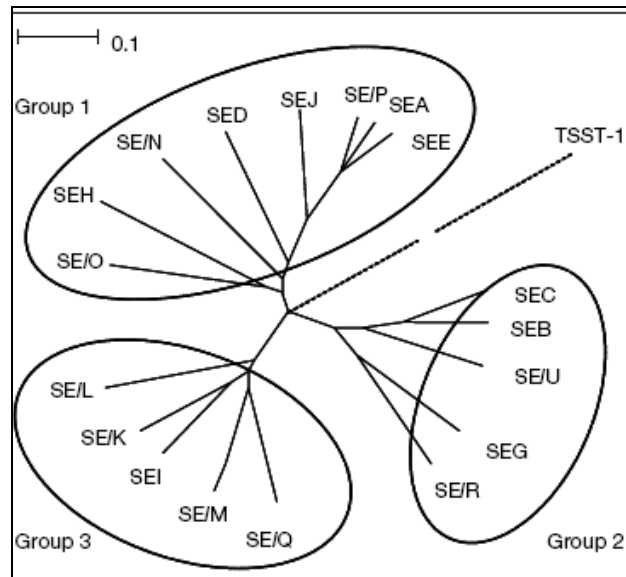 0.1
Group 1
SE/P
SEJ
SEA
SED
SEE
SE/N
TSST-1
SEH
SE/O
SEC
SEB
SE/U
SE/L
SE/K
SEG
SEI
SE/R
SE/M
SE/Q
Group 3
Group 2